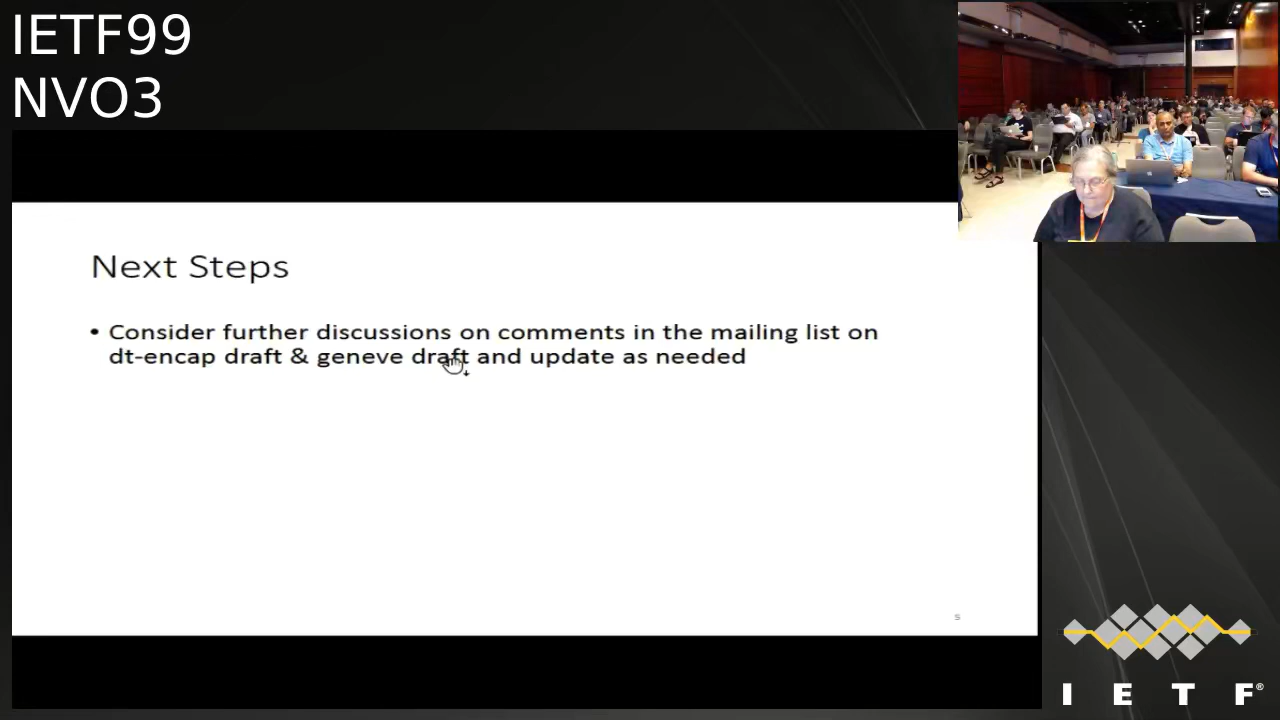 IETF99
NVO3
Next Steps
• Consider further discussions on comments in the mailing list on
dt-encap draft & geneve draft and update as needed
5
I E T F®